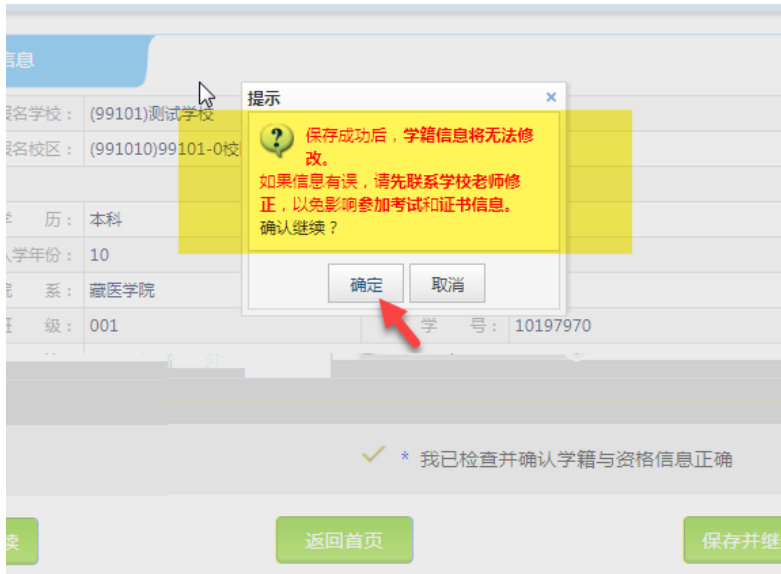 信息
提示
报名学校： (99101)测试学校
报名校区： (991010)99101-0校
保存成功后，学籍信息将无法修
改。
如果信息有误，请先联系学校老师修
正，以免影响参加考试和证书信息。
确认继续？
学 历： 本科
入学年份： 10
院 系： 藏医学院
确定 取消
班 级： 001 学 号： 10197970
* 我已检查并确认学籍与资格信息正确
续 返回首页 保存并继